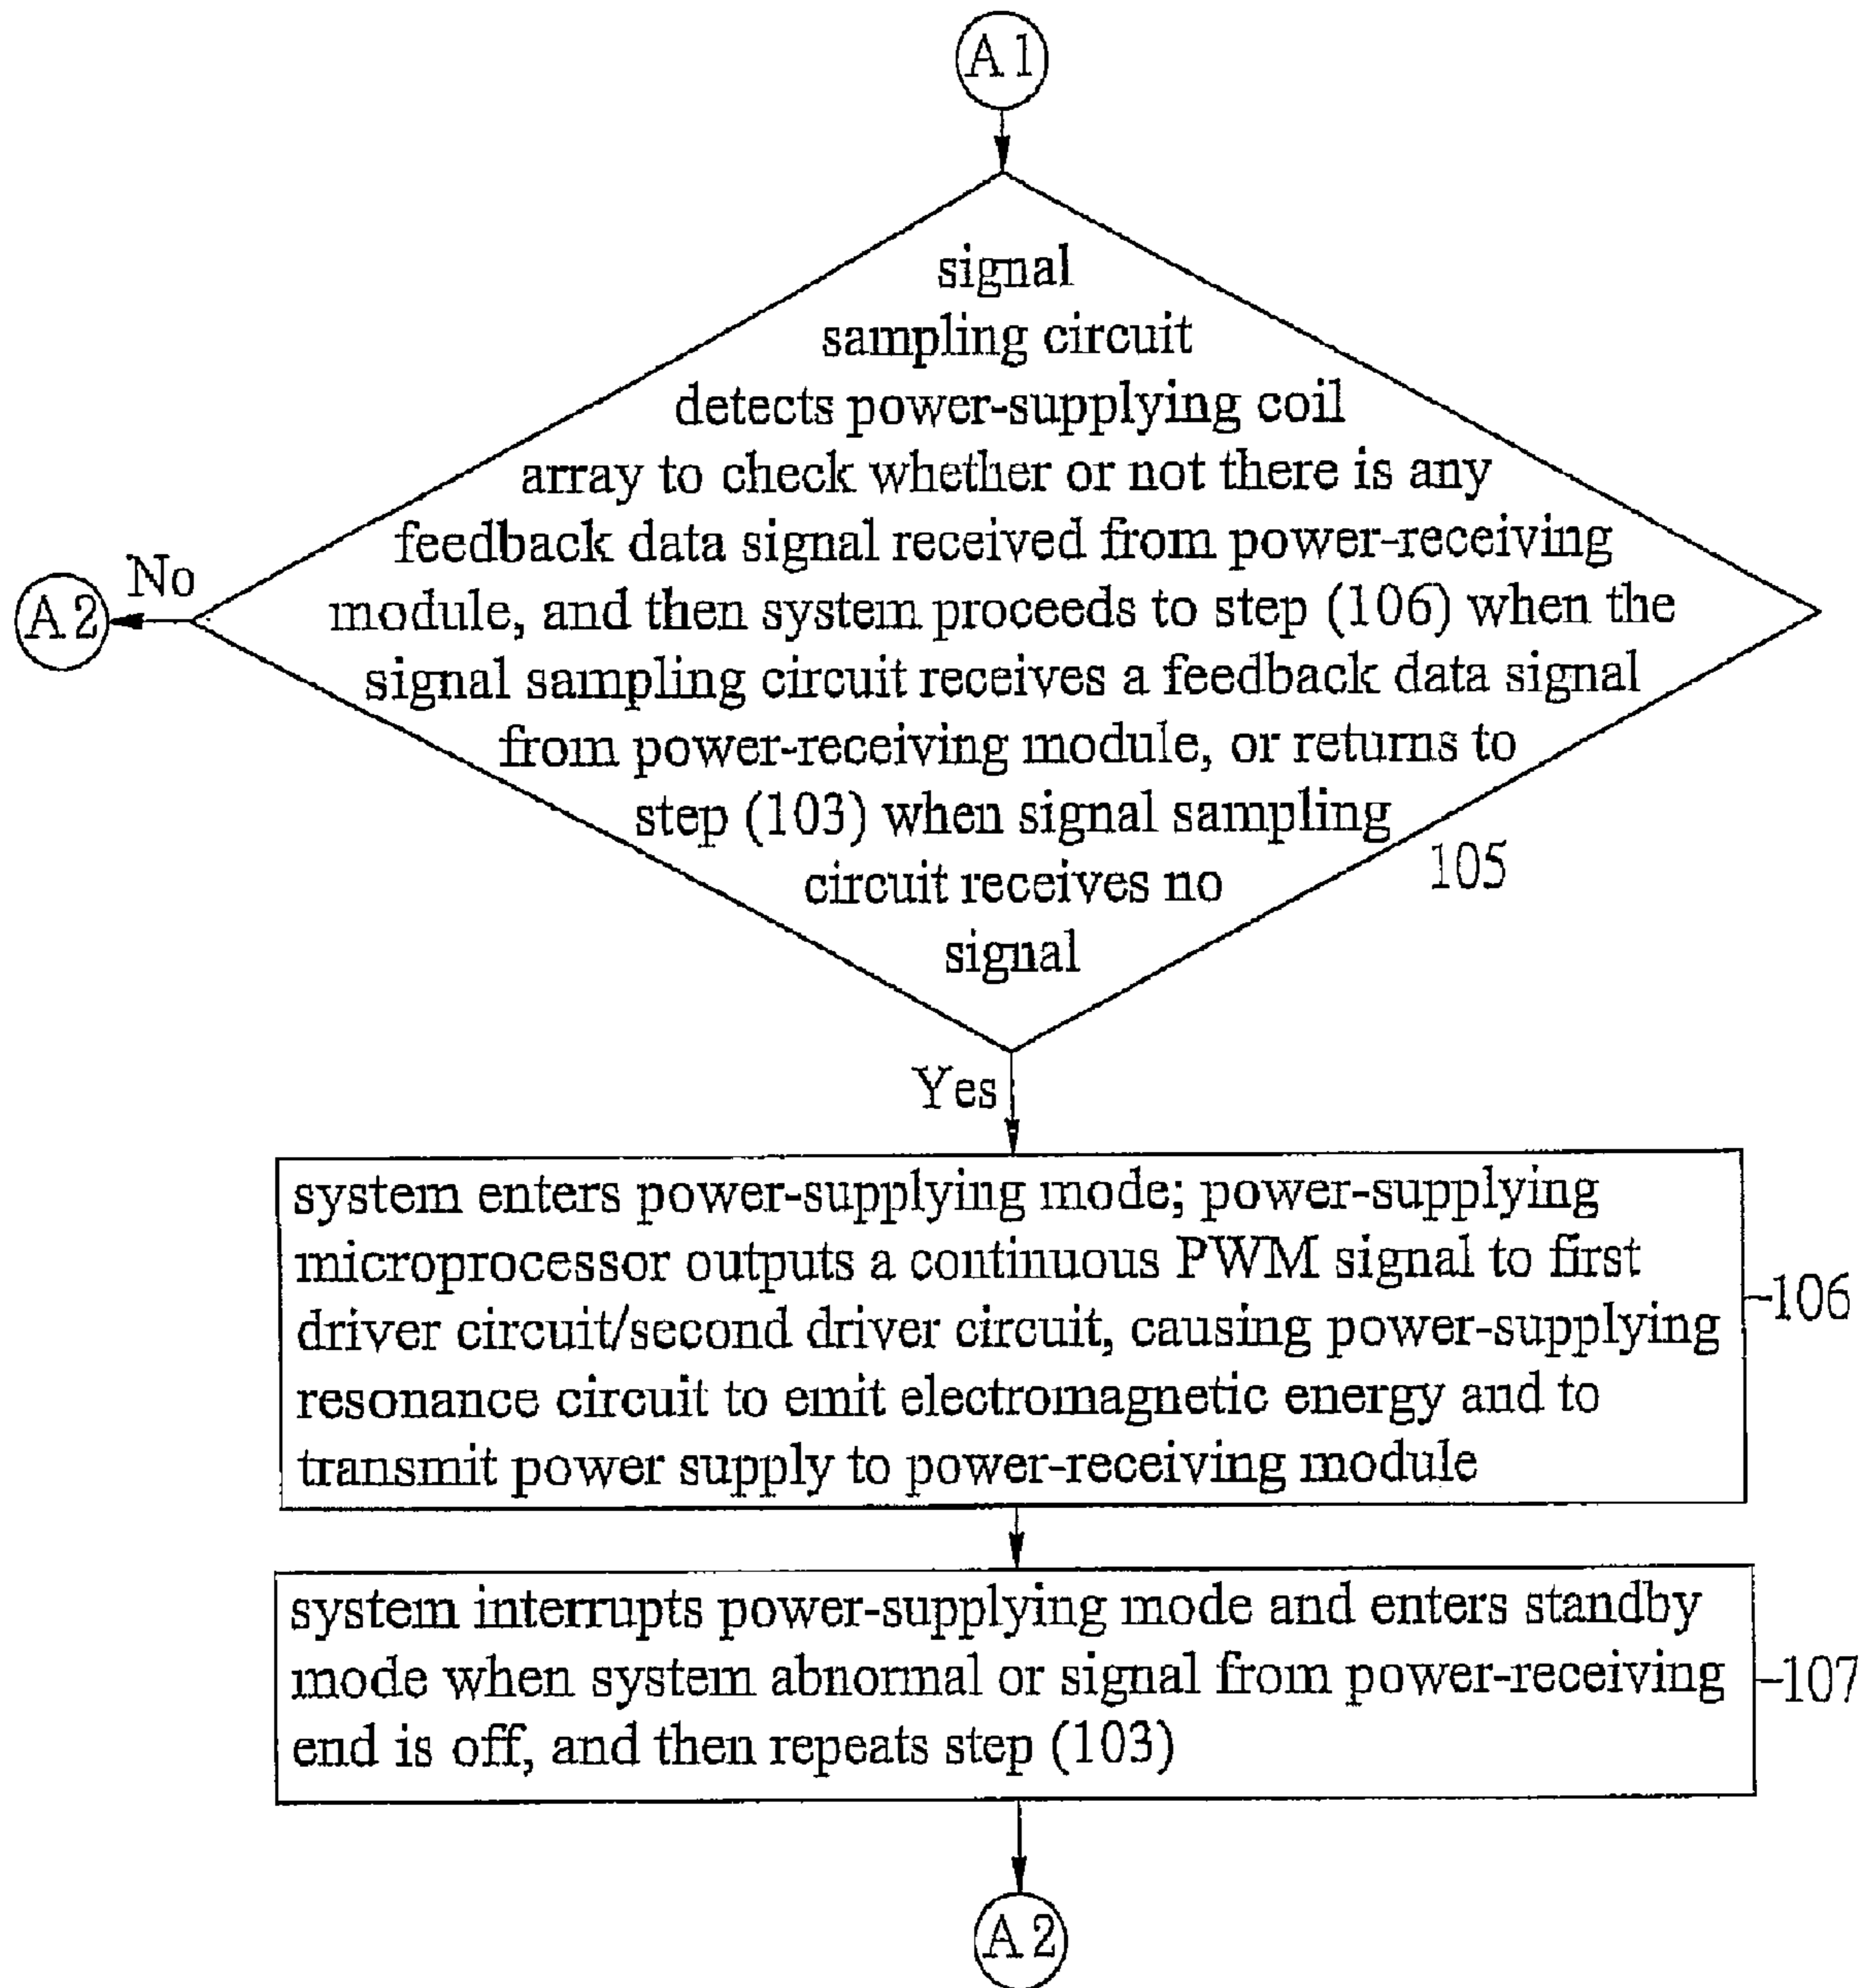 A1
signal
sampling circuit
detects power-supplying coil
array to check whether or not there is any
feedback data signal received from power-receiving
module, and then system proceeds to step (106) when the
signal sampling circuit receives a feedback data signal
from power-receiving module, or returns to
step (103) when signal sampling
circuit receives no
signal
105
No
A2
Yes
system enters power-supplying mode; power-supplying
microprocessor outputs a continuous PWM signal to first
driver circuit/second driver circuit, causing power-supplying
resonance circuit to emit electromagnetic energy and to
transmit power supply to power-receiving module
106
system interrupts power-supplying mode and enters standby
mode when system abnormal or signal from power-receiving
end is off, and then repeats step (103)
107
A2